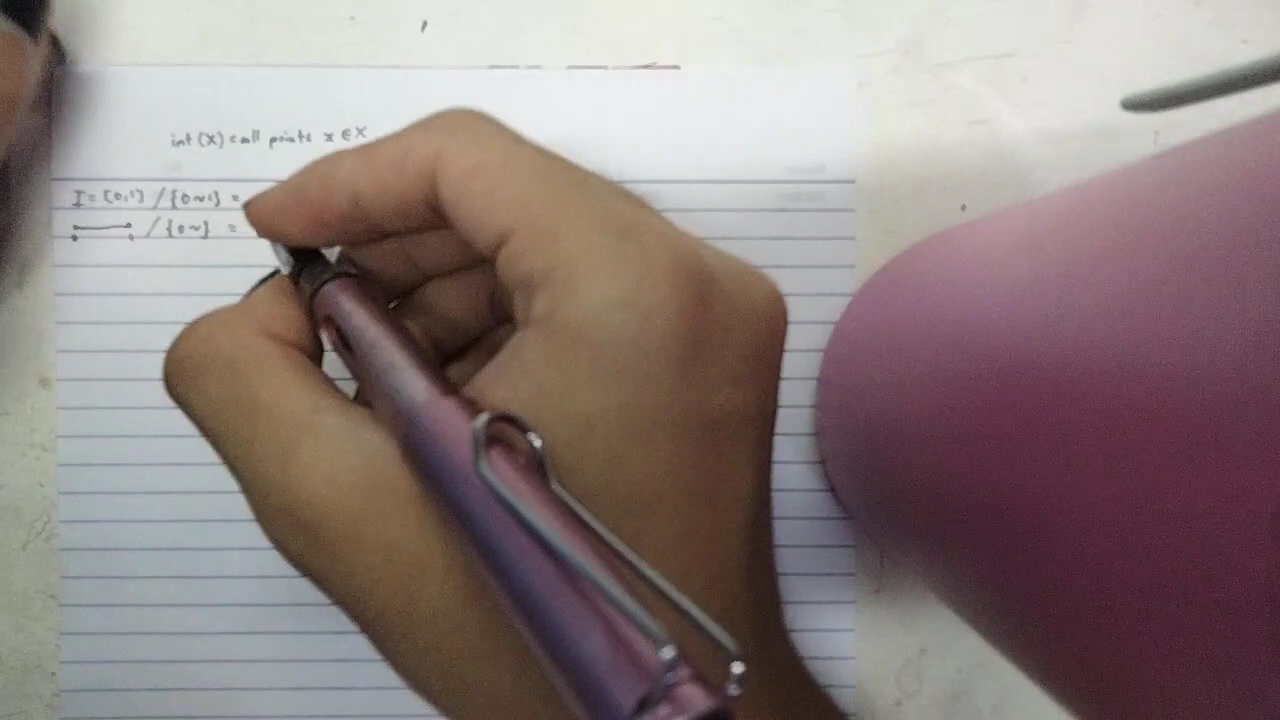 int (X) = all points x ∈ X
I = [0,1] / {0~1} =
/ {0~} =